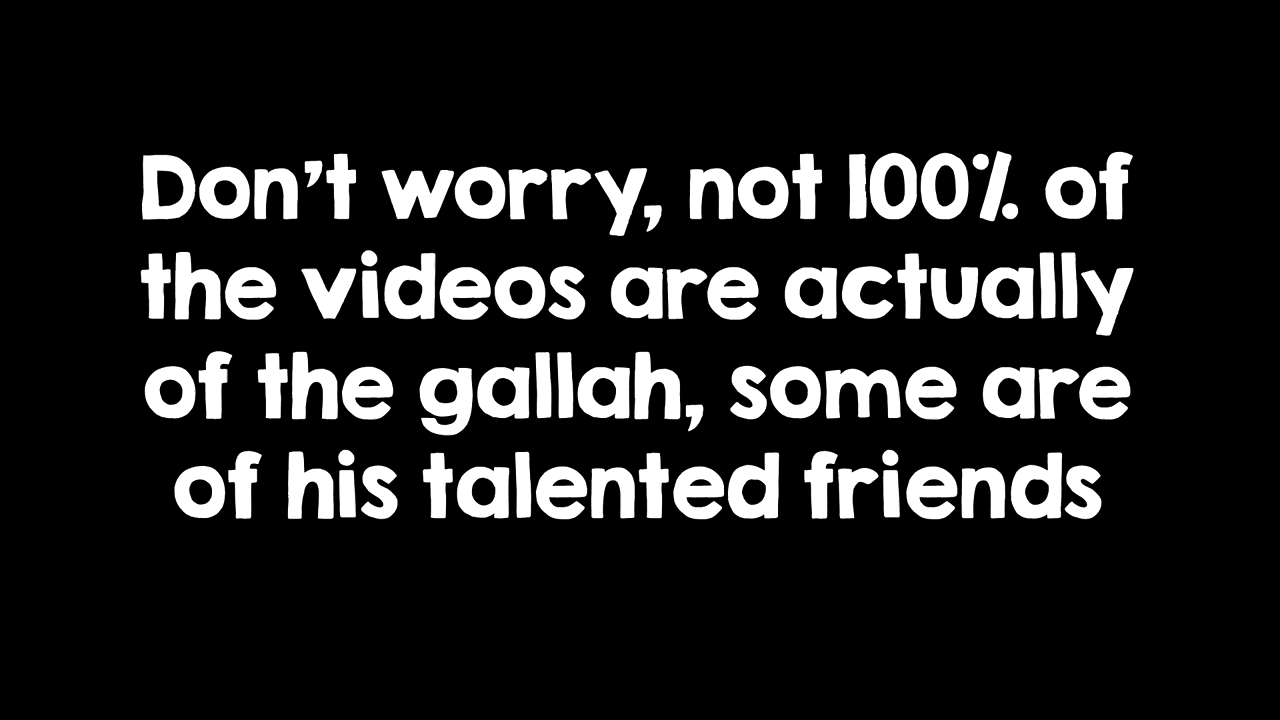 Don't worry, not 100% of
the videos are actually
of the gallah, some are
of his talented friends